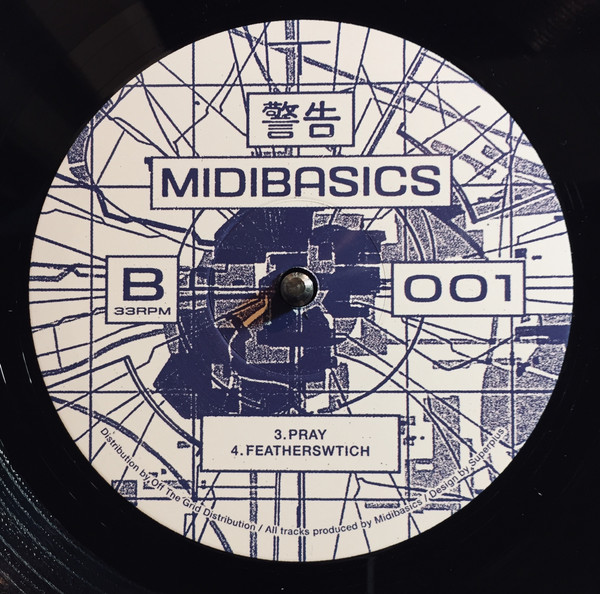 警告
MIDIBASICS
B
33RPM
001
3.PRAY
4.FEATHERSWTICH
Distribution by Off The Grid Distribution / All tracks produced by Midibasics / Design by Superplus